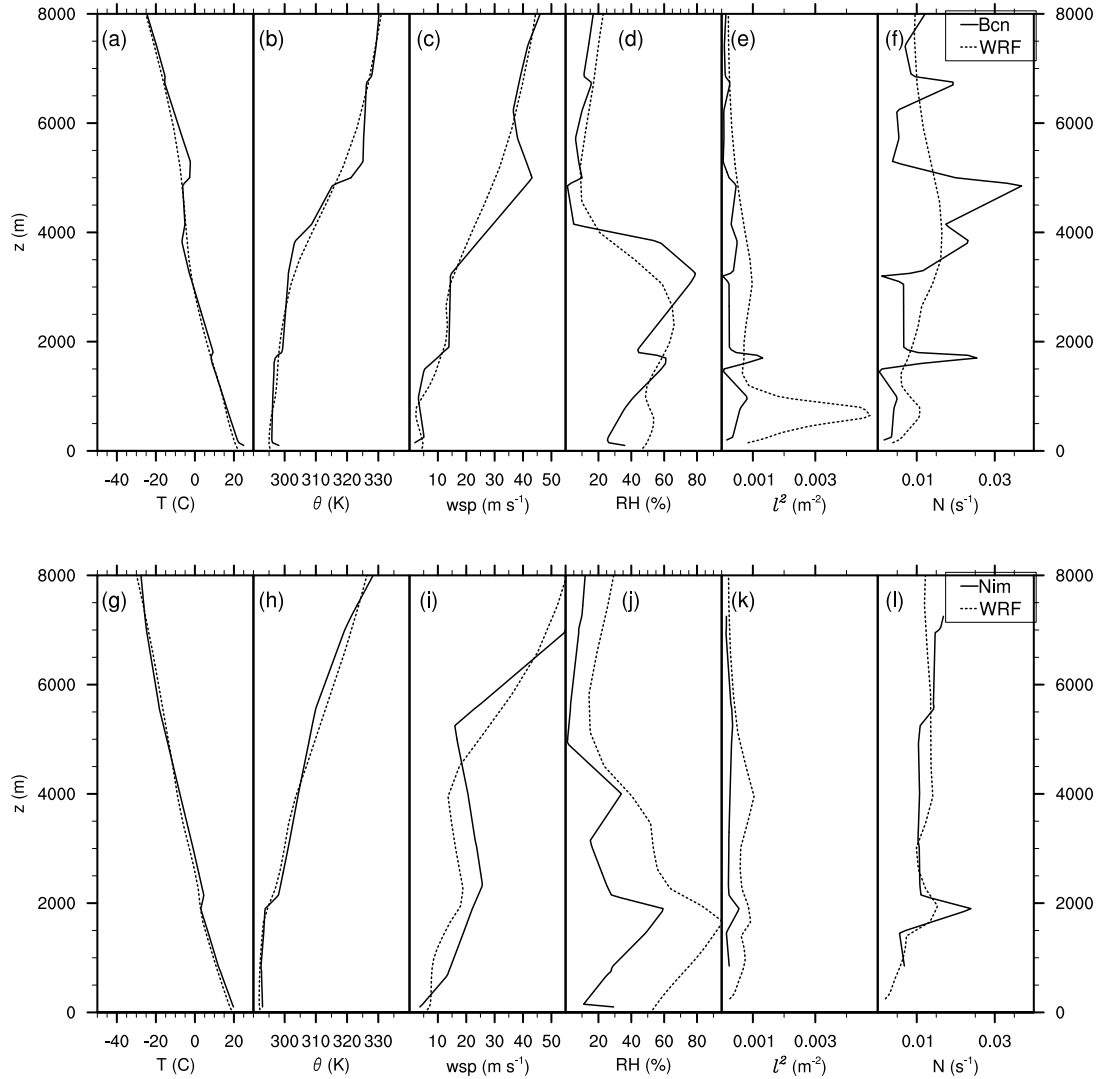 (a) (b) (c) (d) (e) (f)
Bcn
WRF
8000 8000
6000 6000
4000 4000
2000 2000
0 0
z (m)
-40 -20 0 20 300 310 320 330 10 20 30 40 50 20 40 60 80 0.001 0.003 0.01 0.03
T (C) θ (K) wsp (m s⁻¹) RH (%) l² (m⁻²) N (s⁻¹)
(g) (h) (i) (j) (k) (l)
Nim
WRF
8000 8000
6000 6000
4000 4000
2000 2000
0 0
z (m)
-40 -20 0 20 300 310 320 330 10 20 30 40 50 20 40 60 80 0.001 0.003 0.01 0.03
T (C) θ (K) wsp (m s⁻¹) RH (%) l² (m⁻²) N (s⁻¹)